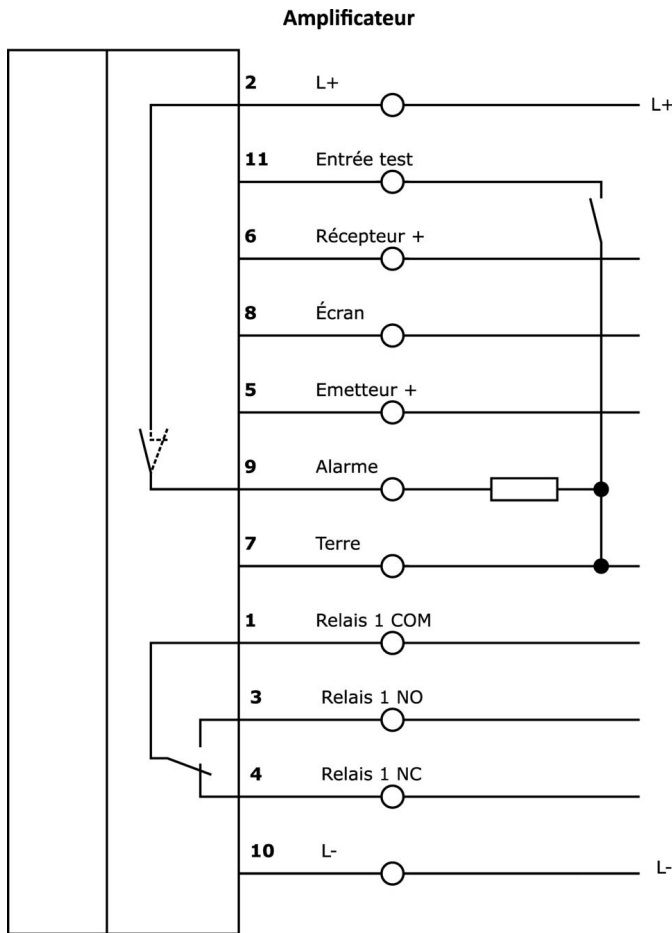 Amplificateur
2 L+
L+
11 Entrée test
6 Récepteur +
8 Écran
5 Emetteur +
9 Alarme
7 Terre
1 Relais 1 COM
3 Relais 1 NO
4 Relais 1 NC
10 L-
L-